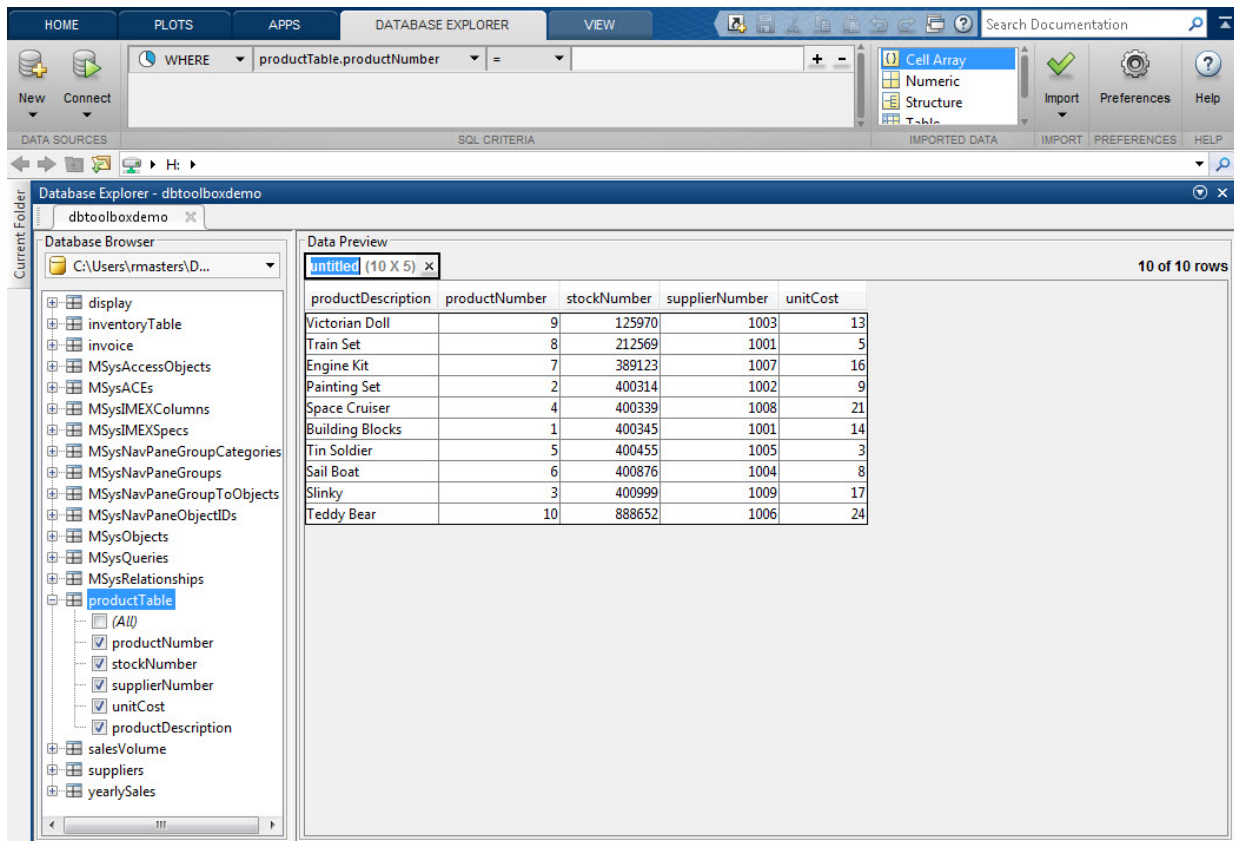 HOME PLOTS APPS DATABASE EXPLORER VIEW Search Documentation
WHERE productTable.productNumber = + -
Cell Array
Numeric
Structure
Table
New Connect Import Preferences Help
DATA SOURCES SQL CRITERIA IMPORTED DATA IMPORT PREFERENCES HELP
H:
Current Folder
Database Explorer - dbtoolboxdemo
dbtoolboxdemo
Database Browser
C:\Users\rmasters\D...
display
inventoryTable
invoice
MSysAccessObjects
MSysACEs
MSysIMEXColumns
MSysIMEXSpecs
MSysNavPaneGroupCategories
MSysNavPaneGroups
MSysNavPaneGroupToObjects
MSysNavPaneObjectIDs
MSysObjects
MSysQueries
MSysRelationships
productTable
(All)
productNumber
stockNumber
supplierNumber
unitCost
productDescription
salesVolume
suppliers
yearlySales
Data Preview
untitled (10 X 5) 10 of 10 rows
productDescription productNumber stockNumber supplierNumber unitCost
Victorian Doll 9 125970 1003 13
Train Set 8 212569 1001 5
Engine Kit 7 389123 1007 16
Painting Set 2 400314 1002 9
Space Cruiser 4 400339 1008 21
Building Blocks 1 400345 1001 14
Tin Soldier 5 400455 1005 3
Sail Boat 6 400876 1004 8
Slinky 3 400999 1009 17
Teddy Bear 10 888652 1006 24